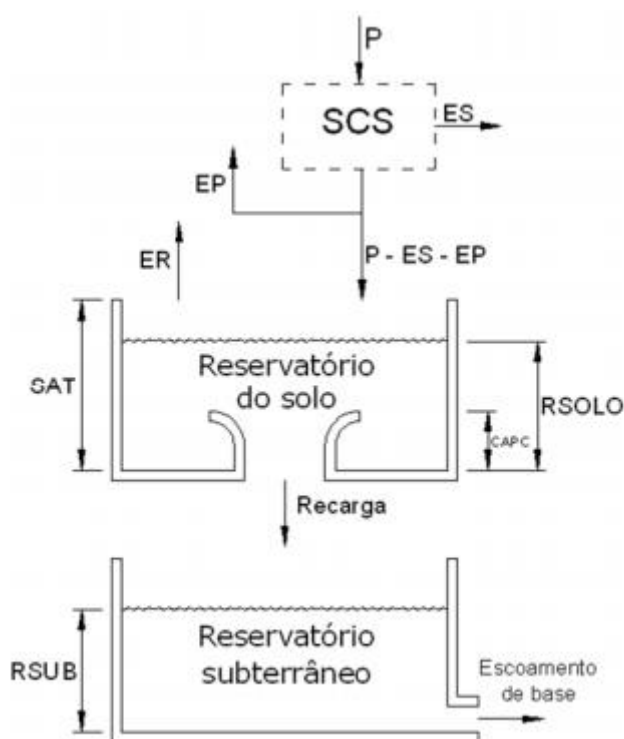 P
SCS
ES
EP
ER
P - ES - EP
SAT
Reservatório
do solo
RSOLO
CAPC
Recarga
RSUB
Reservatório
subterrâneo
Escoamento
de base